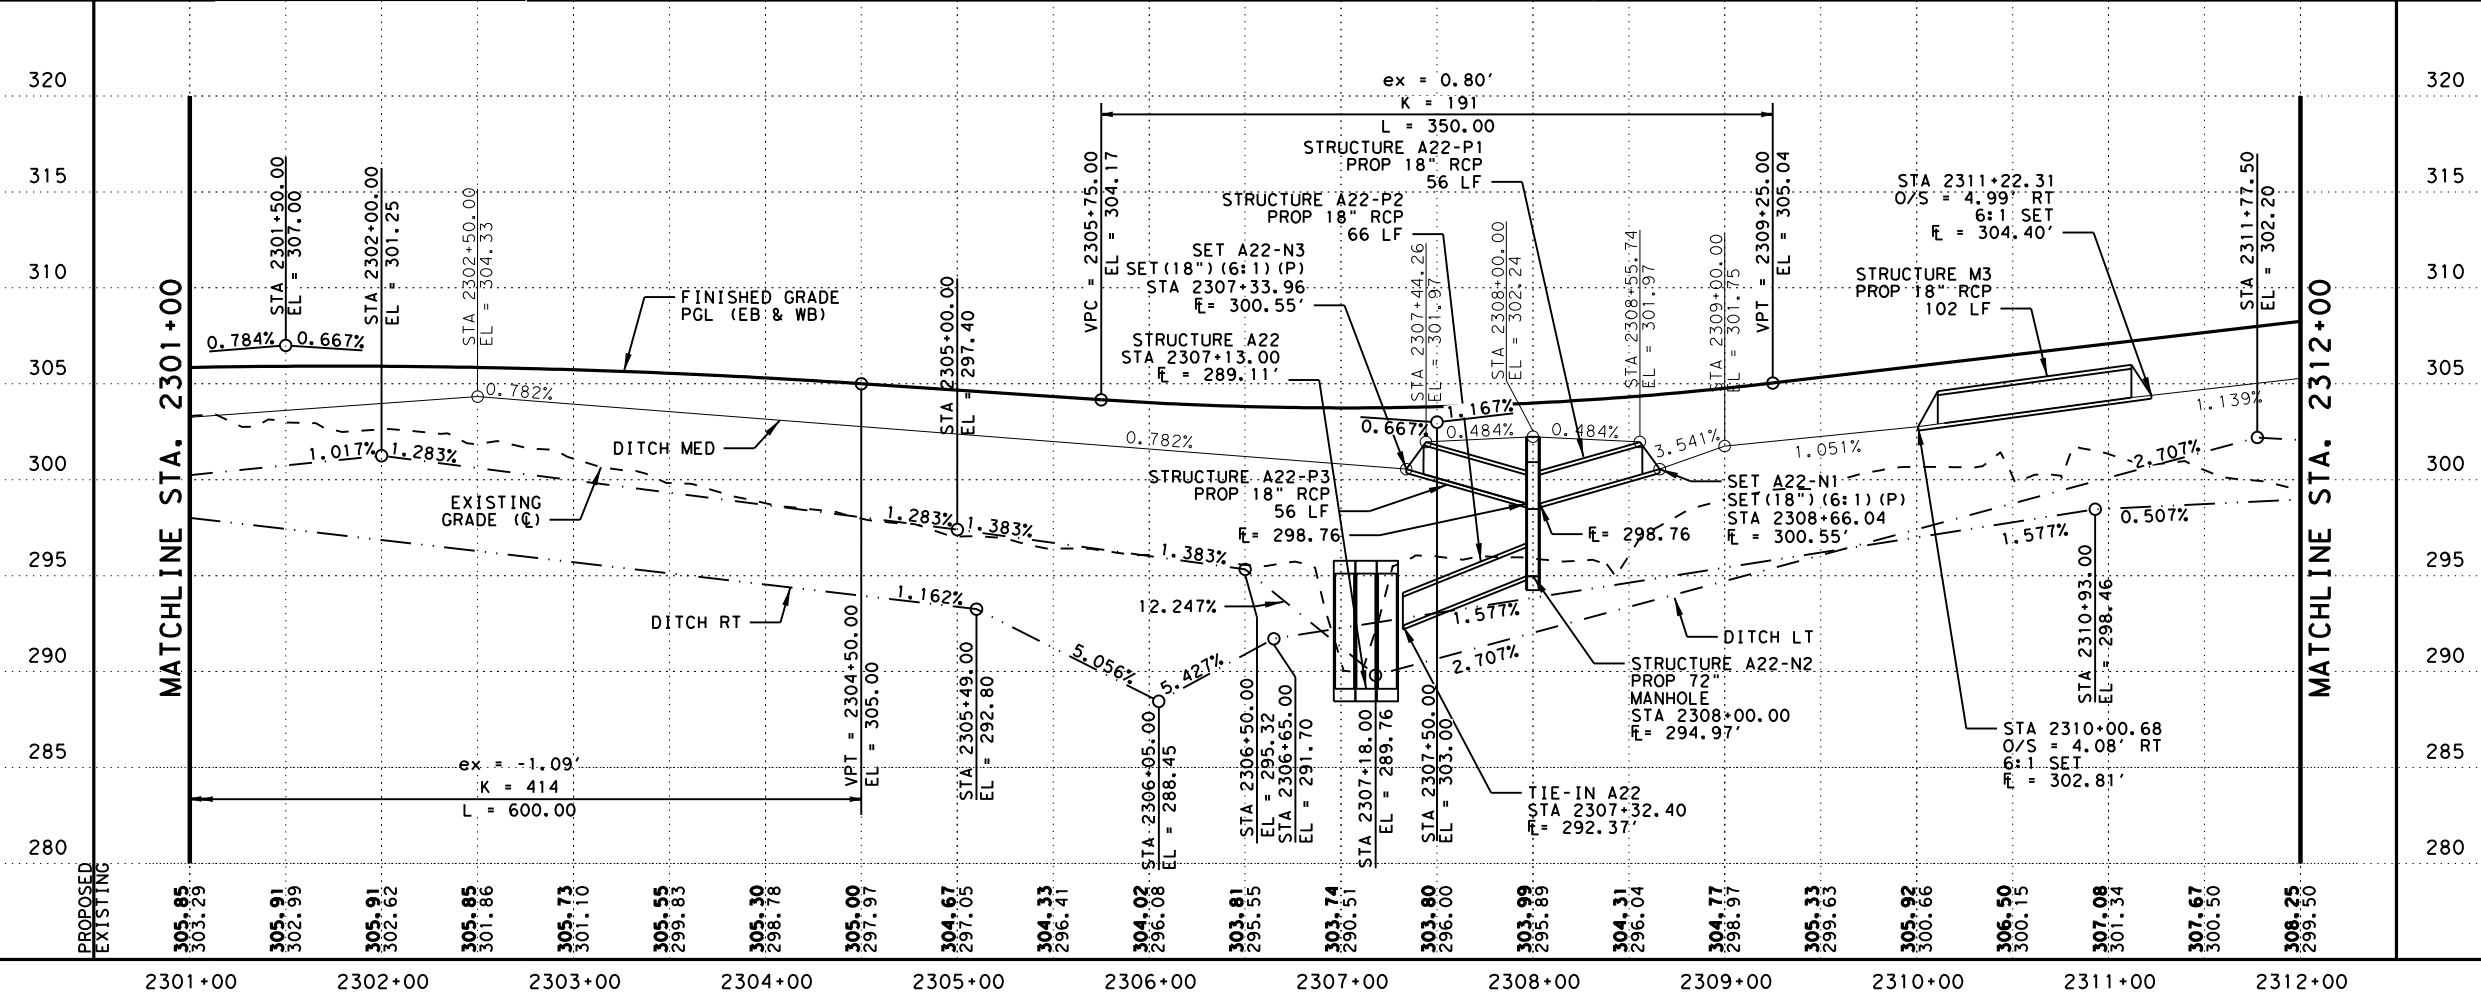 320
315
310
305
300
295
290
285
280
320
315
310
305
300
295
290
285
280
MATCHLINE STA. 2301+00
MATCHLINE STA. 2312+00
STA 2301+50.00
EL = 307.00
0.784%
0.667%
STA 2302+00.00
EL = 301.25
STA 2302+50.00
EL = 304.33
0.782%
FINISHED GRADE
PGL (EB & WB)
DITCH MED
1.017%
1.283%
EXISTING
GRADE (℄)
DITCH RT
ex = -1.09'
K = 414
L = 600.00
VPT = 2304+50.00
EL = 305.00
STA 2305+00.00
EL = 297.40
1.283%
1.383%
1.162%
STA 2305+49.00
EL = 292.80
5.056%
5.427%
STA 2306+05.00
EL = 288.45
VPC = 2305+75.00
EL = 304.17
ex = 0.80'
K = 191
L = 350.00
0.782%
1.383%
12.247%
STA 2306+50.00
EL = 295.32
STA 2306+65.00
EL = 291.70
STA 2307+18.00
EL = 289.76
STA 2307+50.00
EL = 303.00
STRUCTURE A22-P1
PROP 18" RCP
56 LF
STRUCTURE A22-P2
PROP 18" RCP
66 LF
SET A22-N3
SET(18")(6:1)(P)
STA 2307+33.96
FL= 300.55'
STRUCTURE A22
STA 2307+13.00
FL = 289.11'
STRUCTURE A22-P3
PROP 18" RCP
56 LF
FL= 298.76
STA 2307+44.26
EL = 301.97
STA 2308+00.00
EL = 302.24
STA 2308+55.74
EL = 301.97
STA 2309+00.00
EL = 301.75
VPT = 2309+25.00
EL = 305.04
0.667%
1.167%
0.484%
0.484%
3.541%
1.051%
FL= 298.76
SET A22-N1
SET(18")(6:1)(P)
STA 2308+66.04
FL = 300.55'
1.577%
2.707%
DITCH LT
STRUCTURE A22-N2
PROP 72"
MANHOLE
STA 2308+00.00
FL= 294.97'
TIE-IN A22
STA 2307+32.40
FL= 292.37'
STA 2311+22.31
O/S = 4.99' RT
6:1 SET
FL = 304.40'
STRUCTURE M3
PROP 18" RCP
102 LF
STA 2311+77.50
EL = 302.20
1.139%
2.707%
1.577%
0.507%
STA 2310+93.00
EL = 298.46
STA 2310+00.68
O/S = 4.08' RT
6:1 SET
FL = 302.81'
PROPOSED
EXISTING
305.85
303.29
305.91
302.99
305.91
302.62
305.85
301.86
305.73
301.10
305.55
299.83
305.30
298.78
305.00
297.97
304.67
297.05
304.33
296.41
304.02
296.08
303.81
295.55
303.74
290.51
303.80
296.00
303.99
295.89
304.31
296.04
304.77
298.97
305.33
299.63
305.92
300.66
306.50
300.15
307.08
301.34
307.67
300.50
308.25
299.50
2301+00
2302+00
2303+00
2304+00
2305+00
2306+00
2307+00
2308+00
2309+00
2310+00
2311+00
2312+00